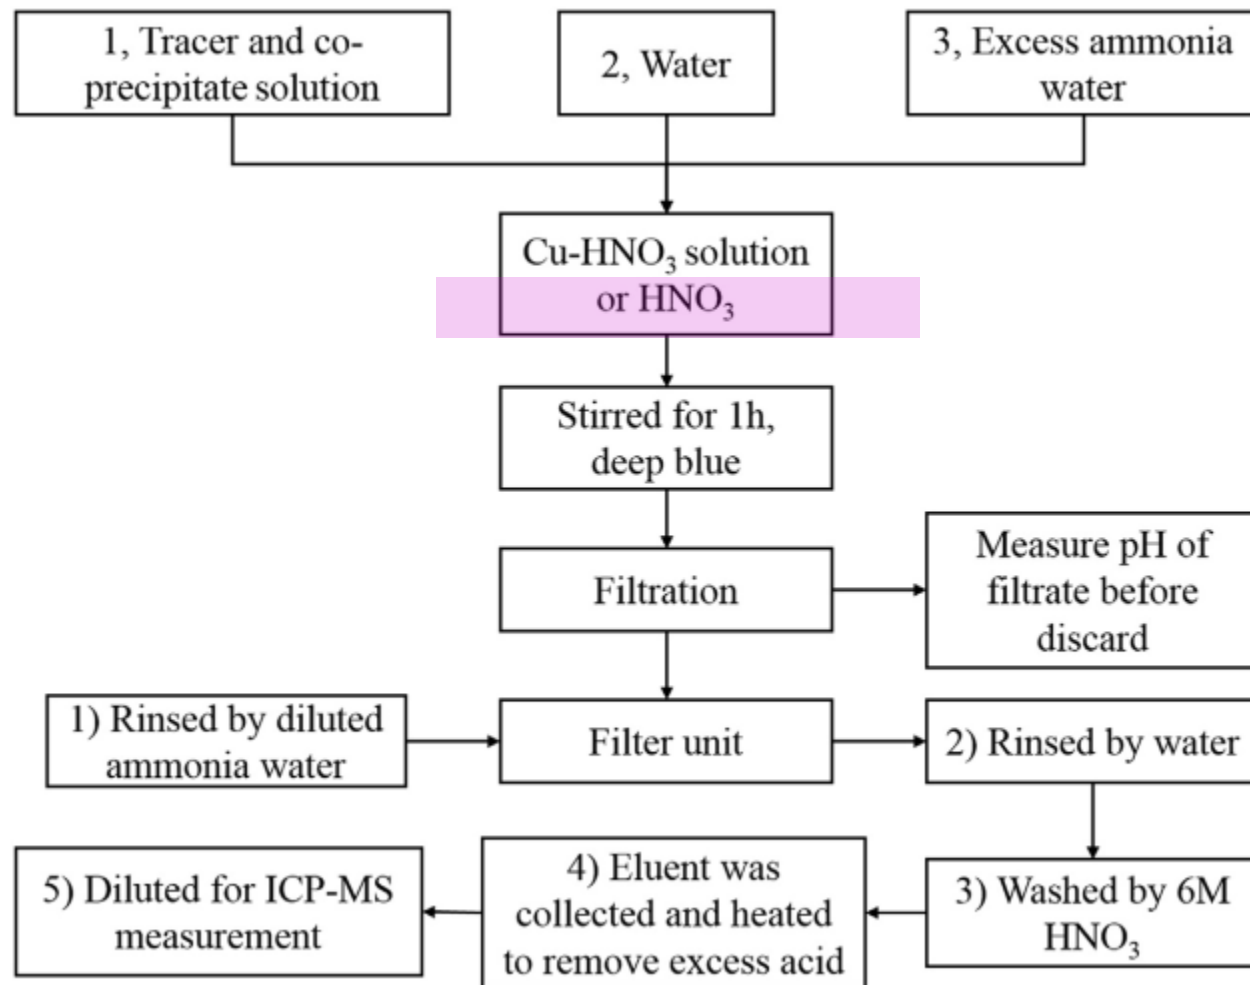 1, Tracer and co-
precipitate solution
2, Water
3, Excess ammonia
water
Cu-HNO₃ solution
or HNO₃
Stirred for 1h,
deep blue
Filtration
Measure pH of
filtrate before
discard
1) Rinsed by diluted
ammonia water
Filter unit
2) Rinsed by water
3) Washed by 6M
HNO₃
4) Eluent was
collected and heated
to remove excess acid
5) Diluted for ICP-MS
measurement